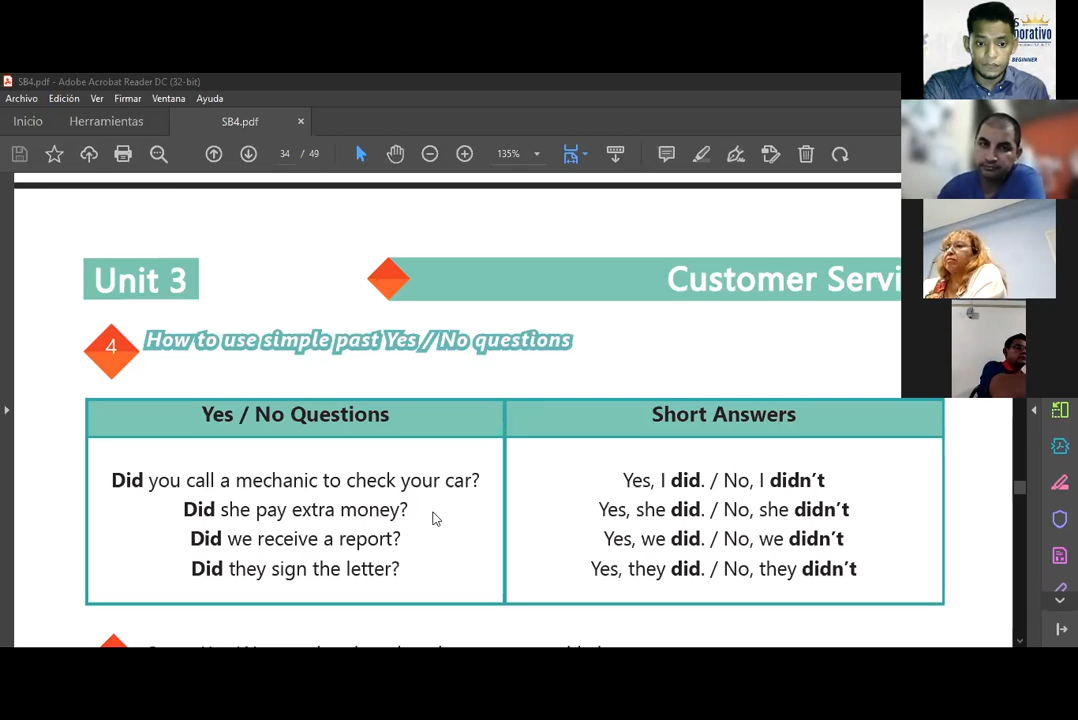 SB4.pdf - Adobe Acrobat Reader DC (32-bit)
Archivo Edición Ver Firmar Ventana Ayuda
Inicio Herramientas SB4.pdf ×
34 / 49 135%
BEGINNER
Unit 3 Customer Servi
4 How to use simple past Yes / No questions
Yes / No Questions Short Answers
Did you call a mechanic to check your car? Yes, I did. / No, I didn't
Did she pay extra money? Yes, she did. / No, she didn't
Did we receive a report? Yes, we did. / No, we didn't
Did they sign the letter? Yes, they did. / No, they didn't